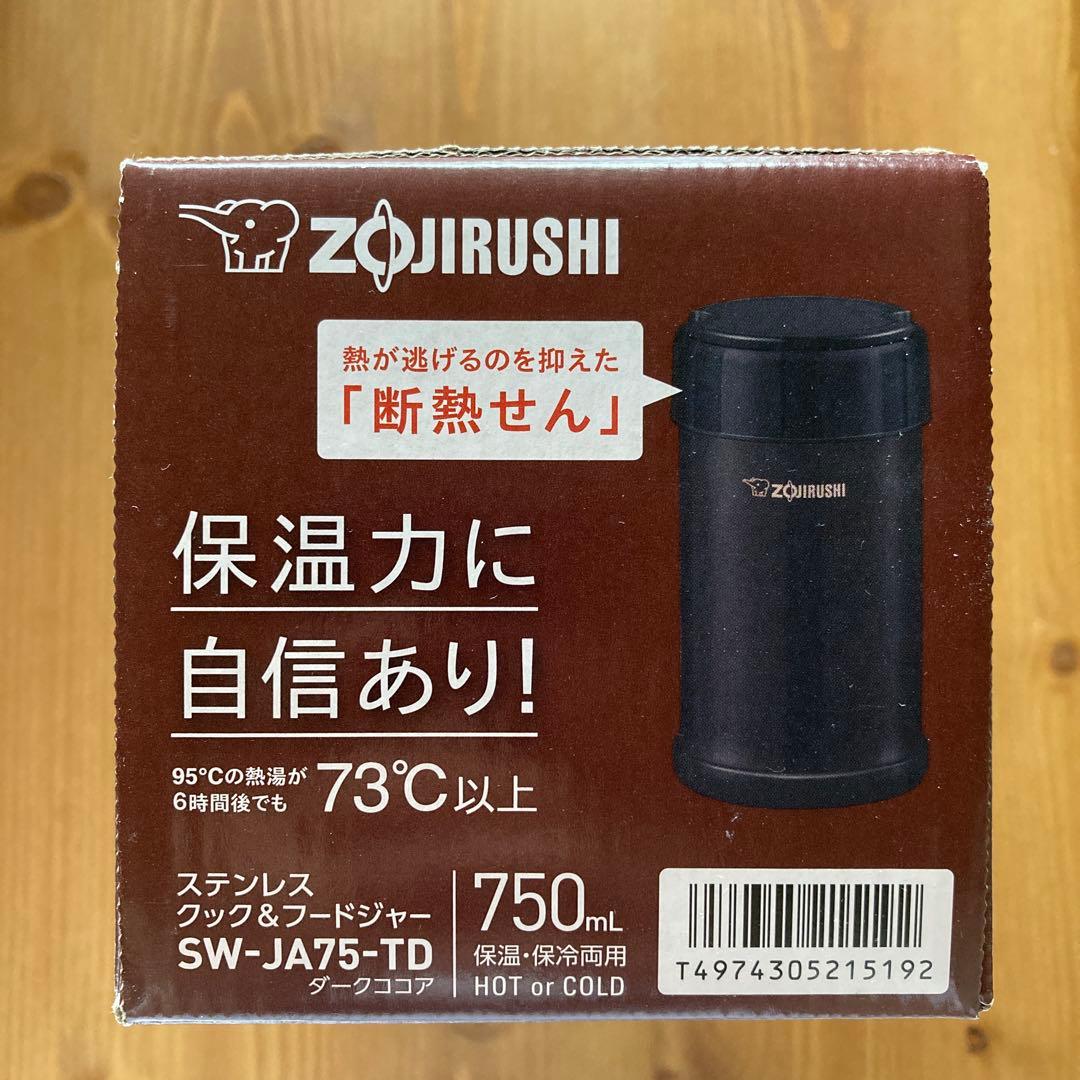 ZOJIRUSHI
熱が逃げるのを抑えた
「断熱せん」
ZOJIRUSHI
保温力に
自信あり!
95°Cの熱湯が
6時間後でも 73℃以上
ステンレス
クック&フードジャー
SW-JA75-TD
ダークココア
750mL
保温・保冷両用
HOT or COLD
T4974305215192